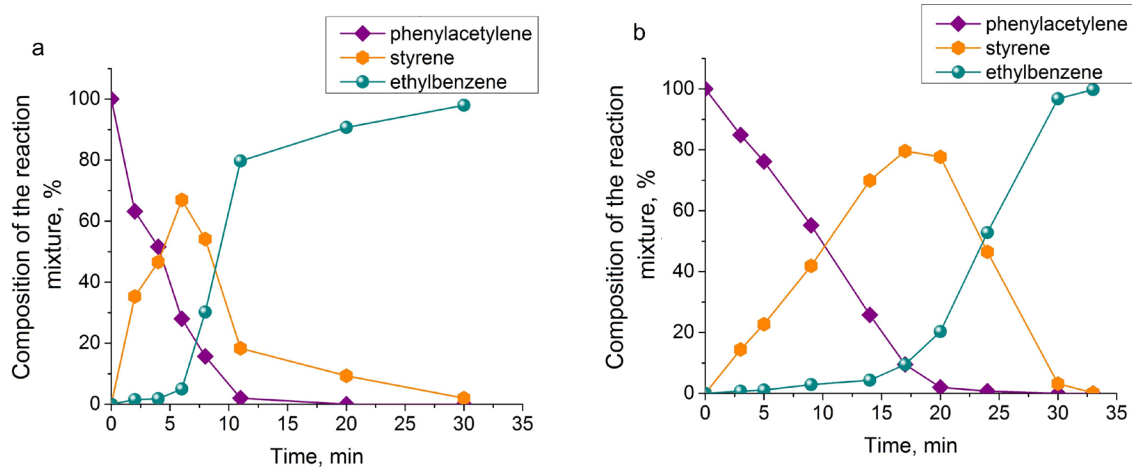 a
phenylacetylene
styrene
ethylbenzene
Composition of the reaction
mixture, %
100
80
60
40
20
0
0 5 10 15 20 25 30 35
Time, min
b
phenylacetylene
styrene
ethylbenzene
Composition of the reaction
mixture, %
100
80
60
40
20
0
0 5 10 15 20 25 30 35
Time, min